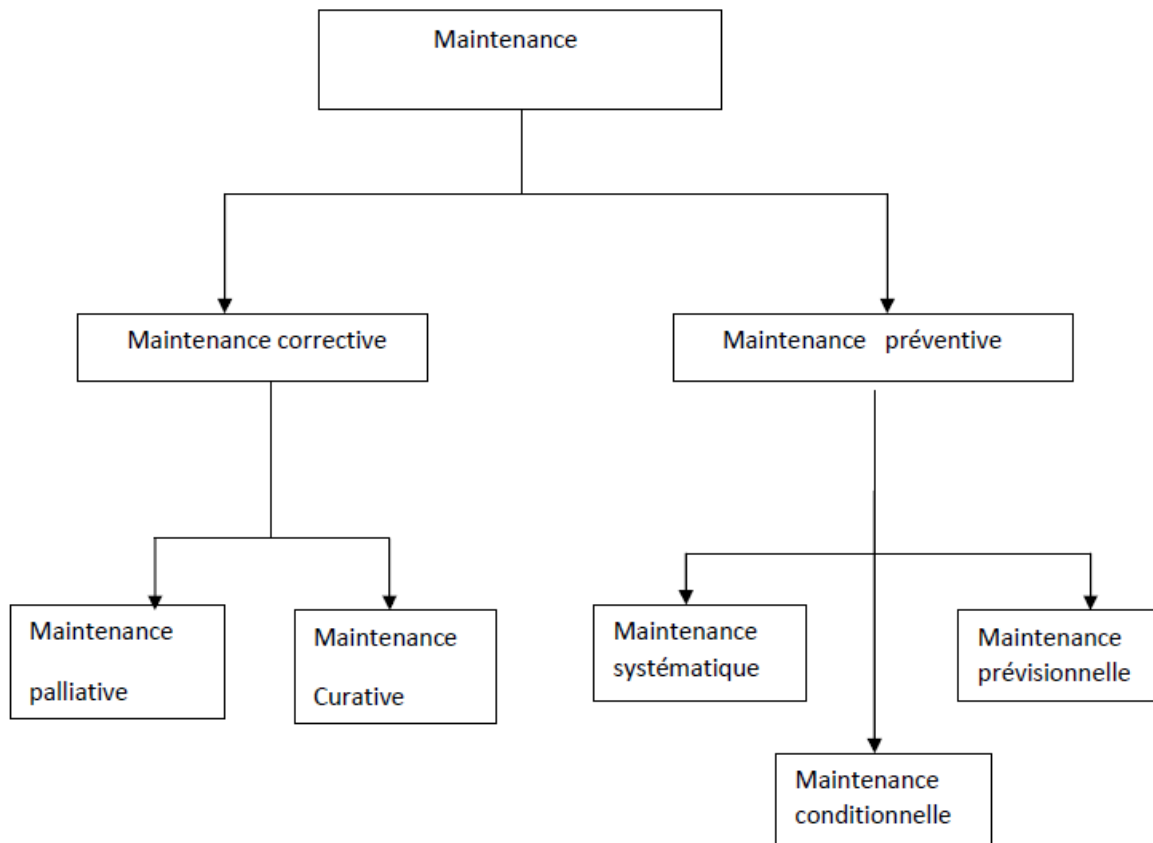 Maintenance
Maintenance corrective
Maintenance préventive
Maintenance
palliative
Maintenance
Curative
Maintenance
systématique
Maintenance
prévisionnelle
Maintenance
conditionnelle